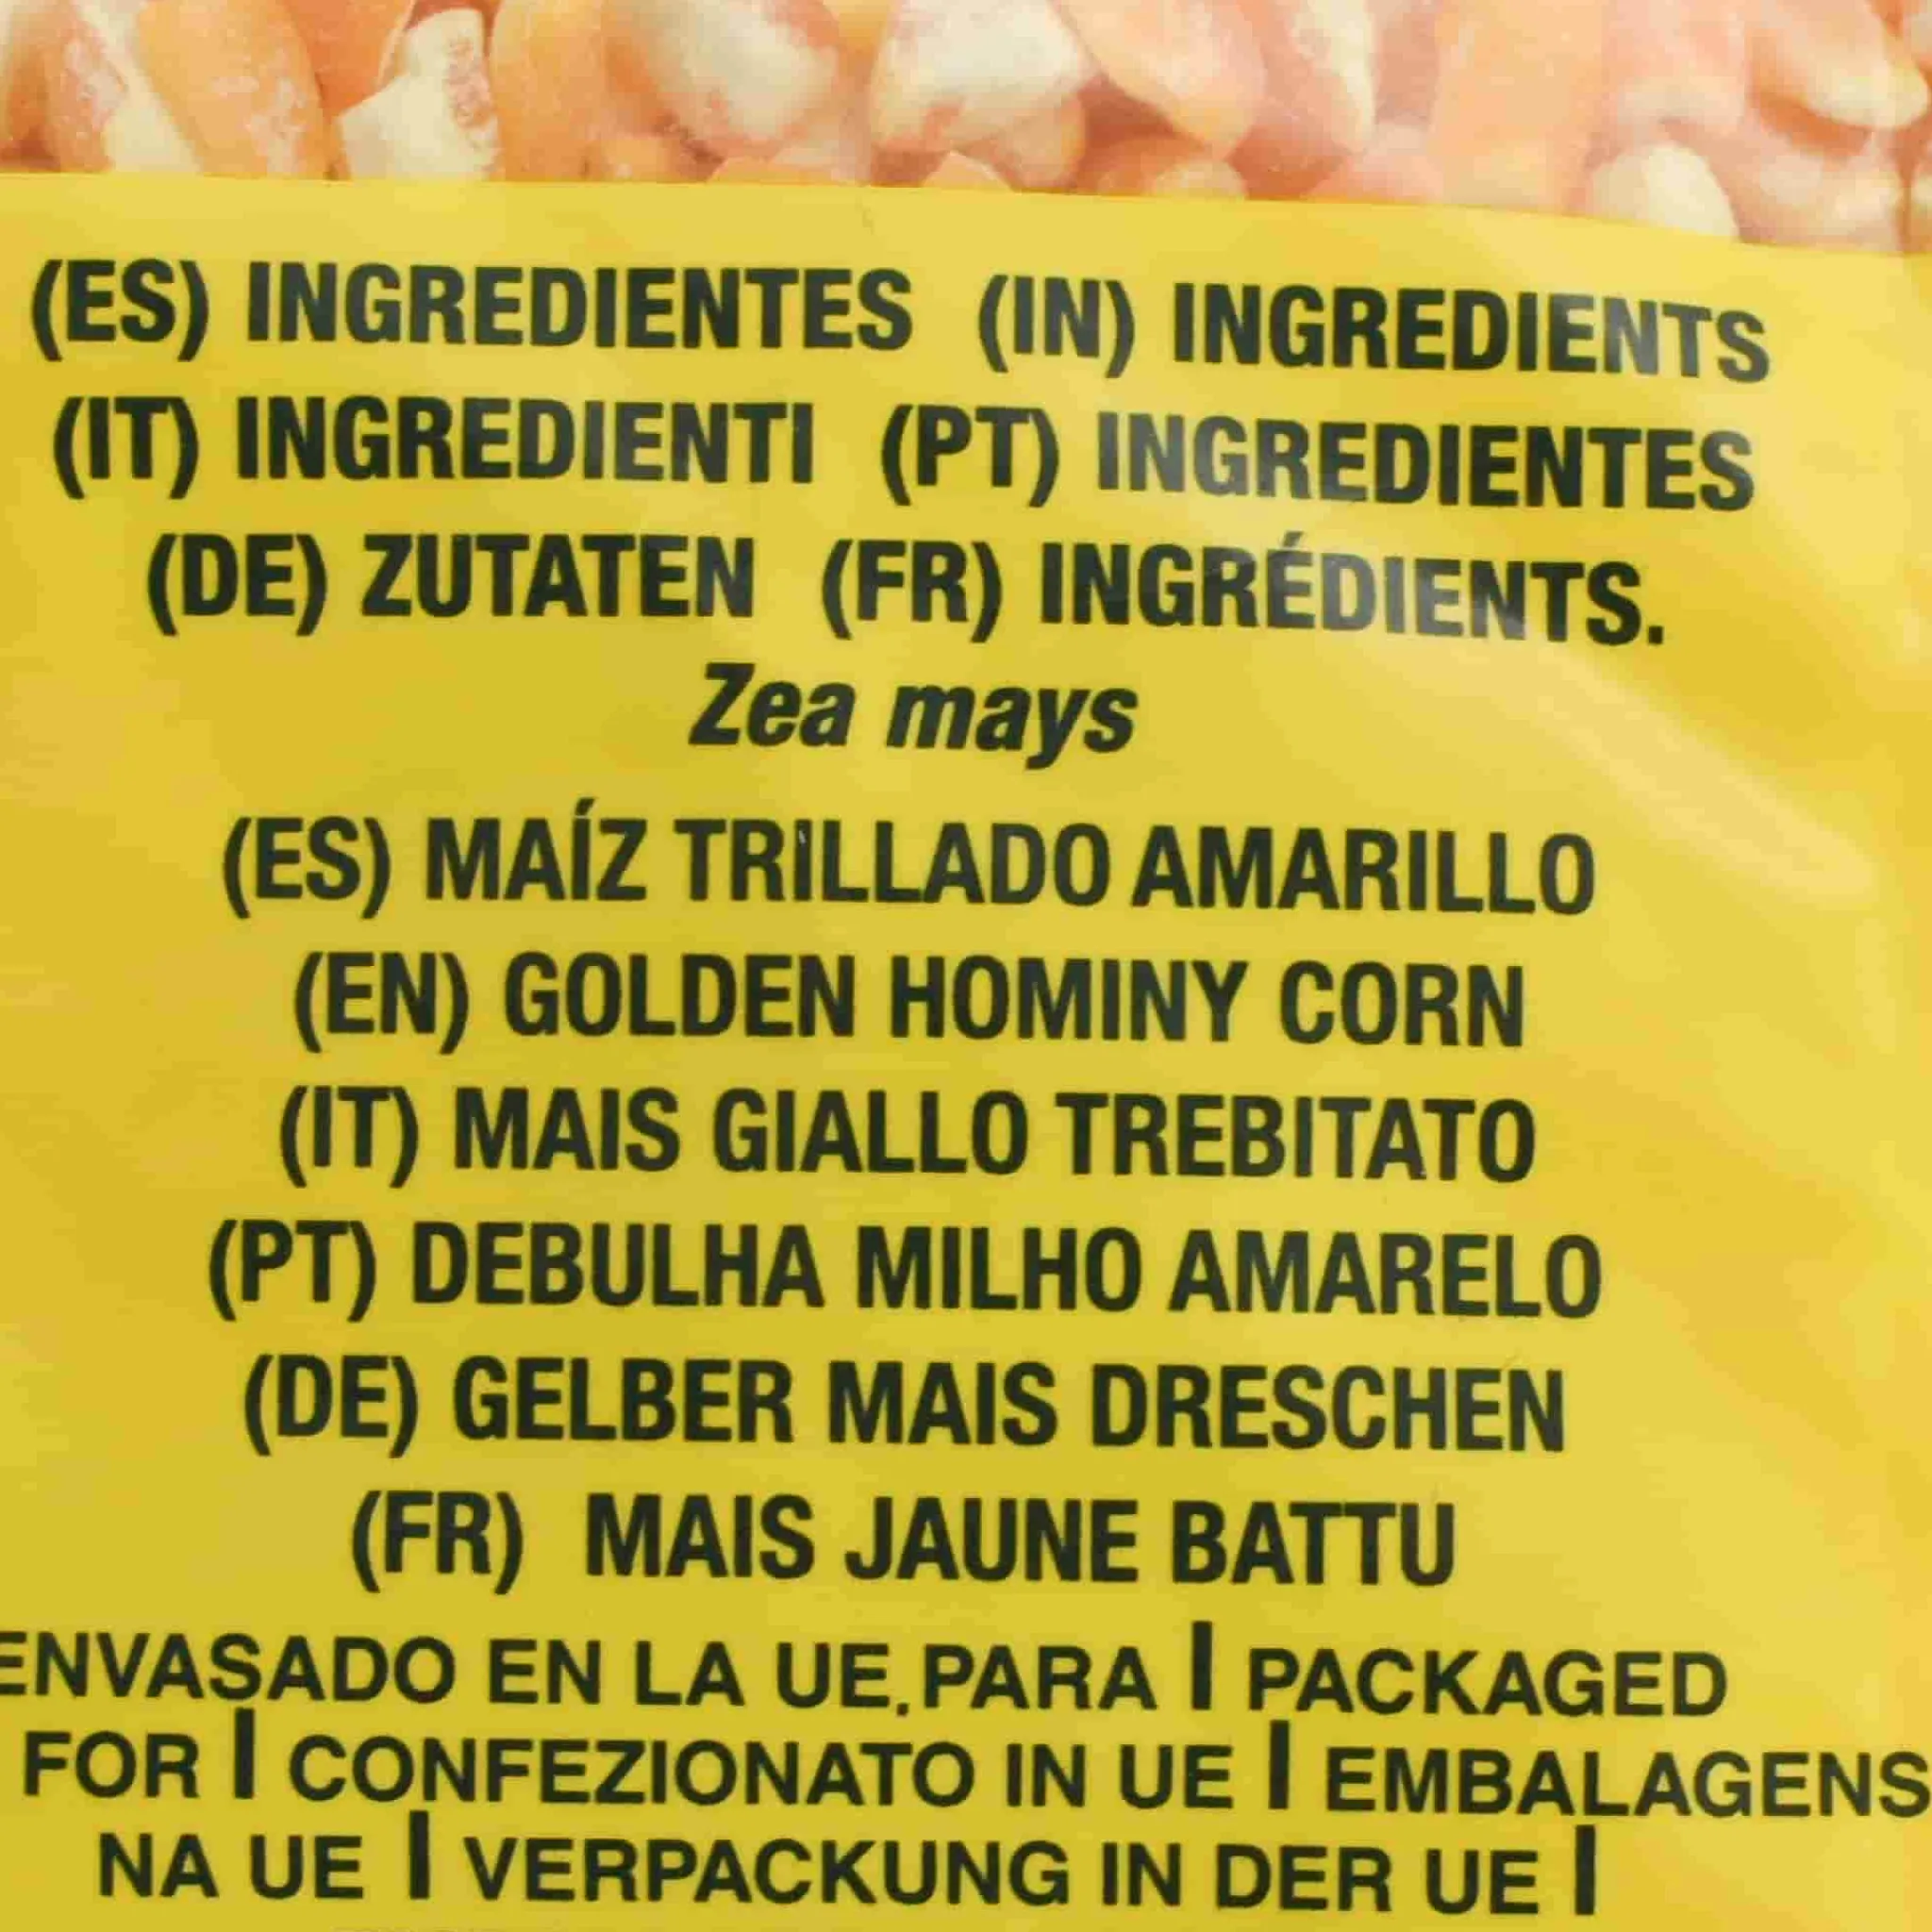 (ES) INGREDIENTES (IN) INGREDIENTS
(IT) INGREDIENTI (PT) INGREDIENTES
(DE) ZUTATEN (FR) INGRÉDIENTS.
Zea mays
(ES) MAÍZ TRILLADO AMARILLO
(EN) GOLDEN HOMINY CORN
(IT) MAIS GIALLO TREBITATO
(PT) DEBULHA MILHO AMARELO
(DE) GELBER MAIS DRESCHEN
(FR) MAIS JAUNE BATTU
ENVASADO EN LA UE. PARA | PACKAGED
FOR | CONFEZIONATO IN UE | EMBALAGENS
NA UE | VERPACKUNG IN DER UE |